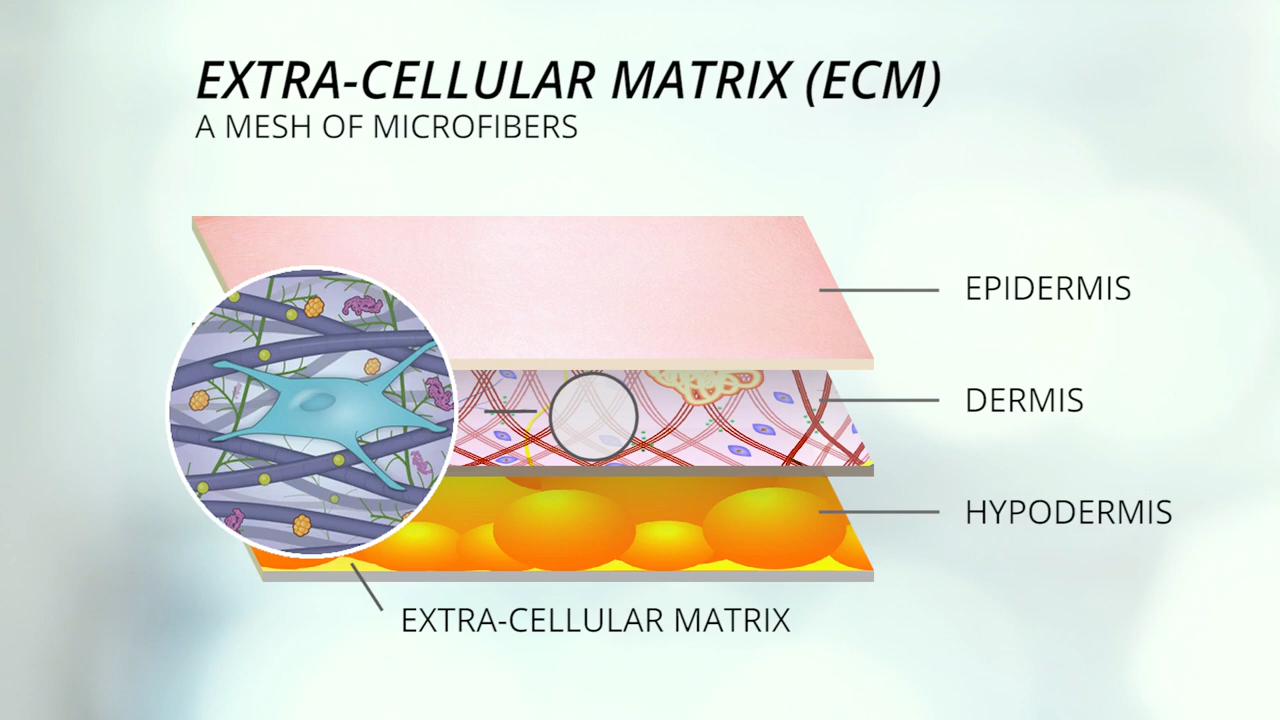 EXTRA-CELLULAR MATRIX (ECM)
A MESH OF MICROFIBERS
EPIDERMIS
DERMIS
HYPODERMIS
EXTRA-CELLULAR MATRIX